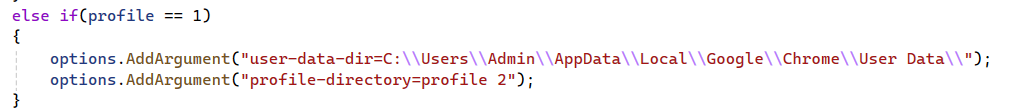 else if(profile == 1)
{
options.AddArgument("user-data-dir=C:\\Users\\Admin\\AppData\\Local\\Google\\Chrome\\User Data\\");
options.AddArgument("profile-directory=profile 2");
}